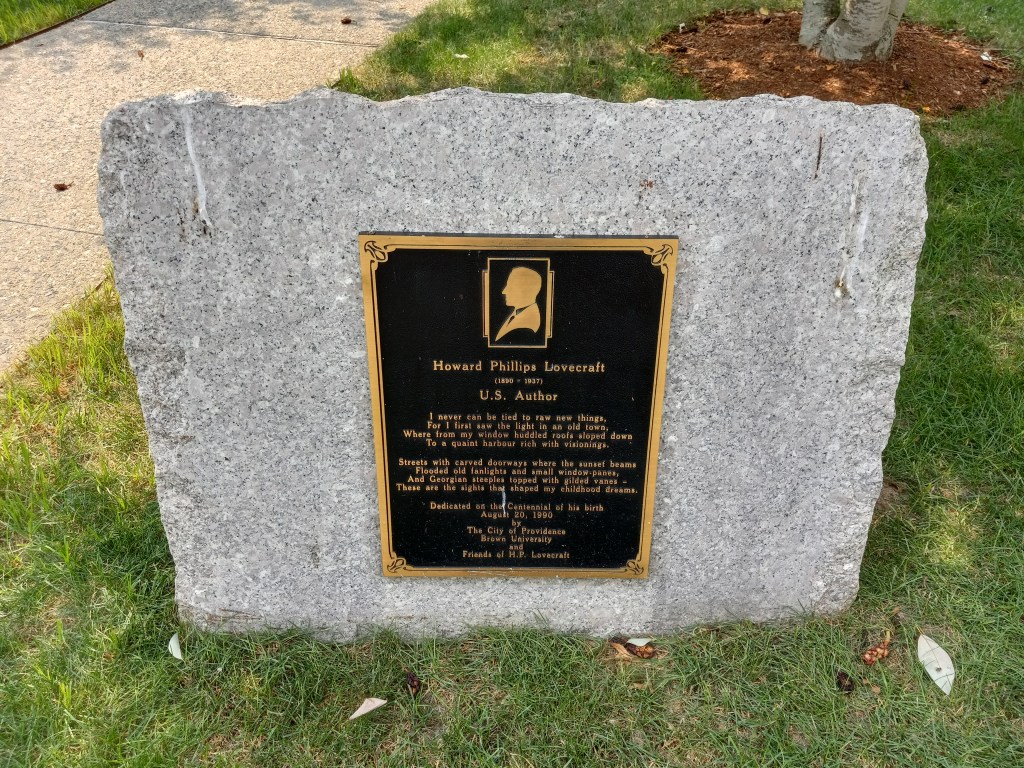 Howard Phillips Lovecraft
(1890 - 1937)
U.S. Author
I never can be tied to raw new things,
For I first saw the light in an old town,
Where from my window huddled roofs sloped down
To a quaint harbour rich with visionings.
Streets with carved doorways where the sunset beams
Flooded old fanlights and small window-panes,
And Georgian steeples topped with gilded vanes -
These are the sights that shaped my childhood dreams.
Dedicated on the Centennial of his birth
August 20, 1990
by
The City of Providence
Brown University
and
Friends of H.P. Lovecraft